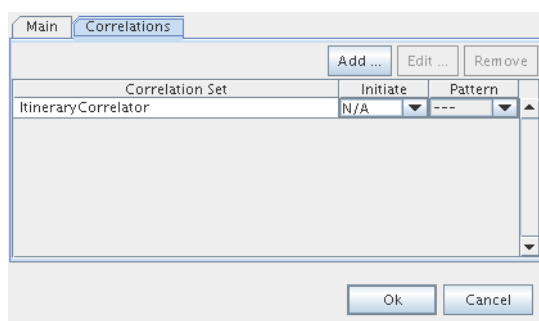 Main Correlations
Add ... Edit ... Remove
Correlation Set Initiate Pattern
ItineraryCorrelator N/A ---
Ok Cancel